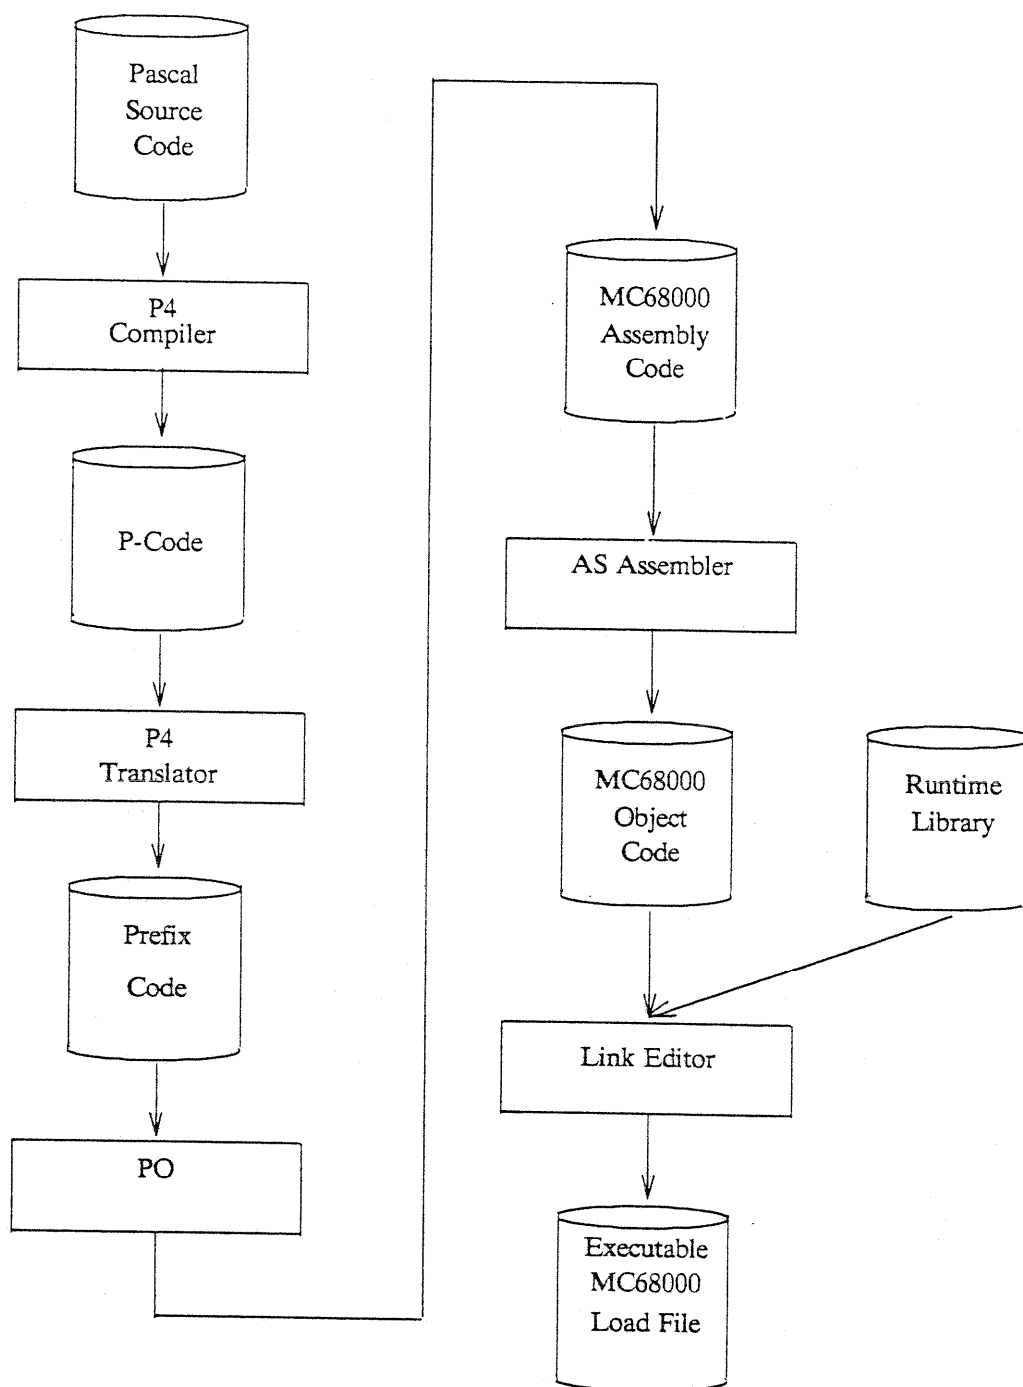 Pascal
Source
Code
P4
Compiler
P-Code
P4
Translator
Prefix
Code
PO
MC68000
Assembly
Code
AS Assembler
MC68000
Object
Code
Runtime
Library
Link Editor
Executable
MC68000
Load File